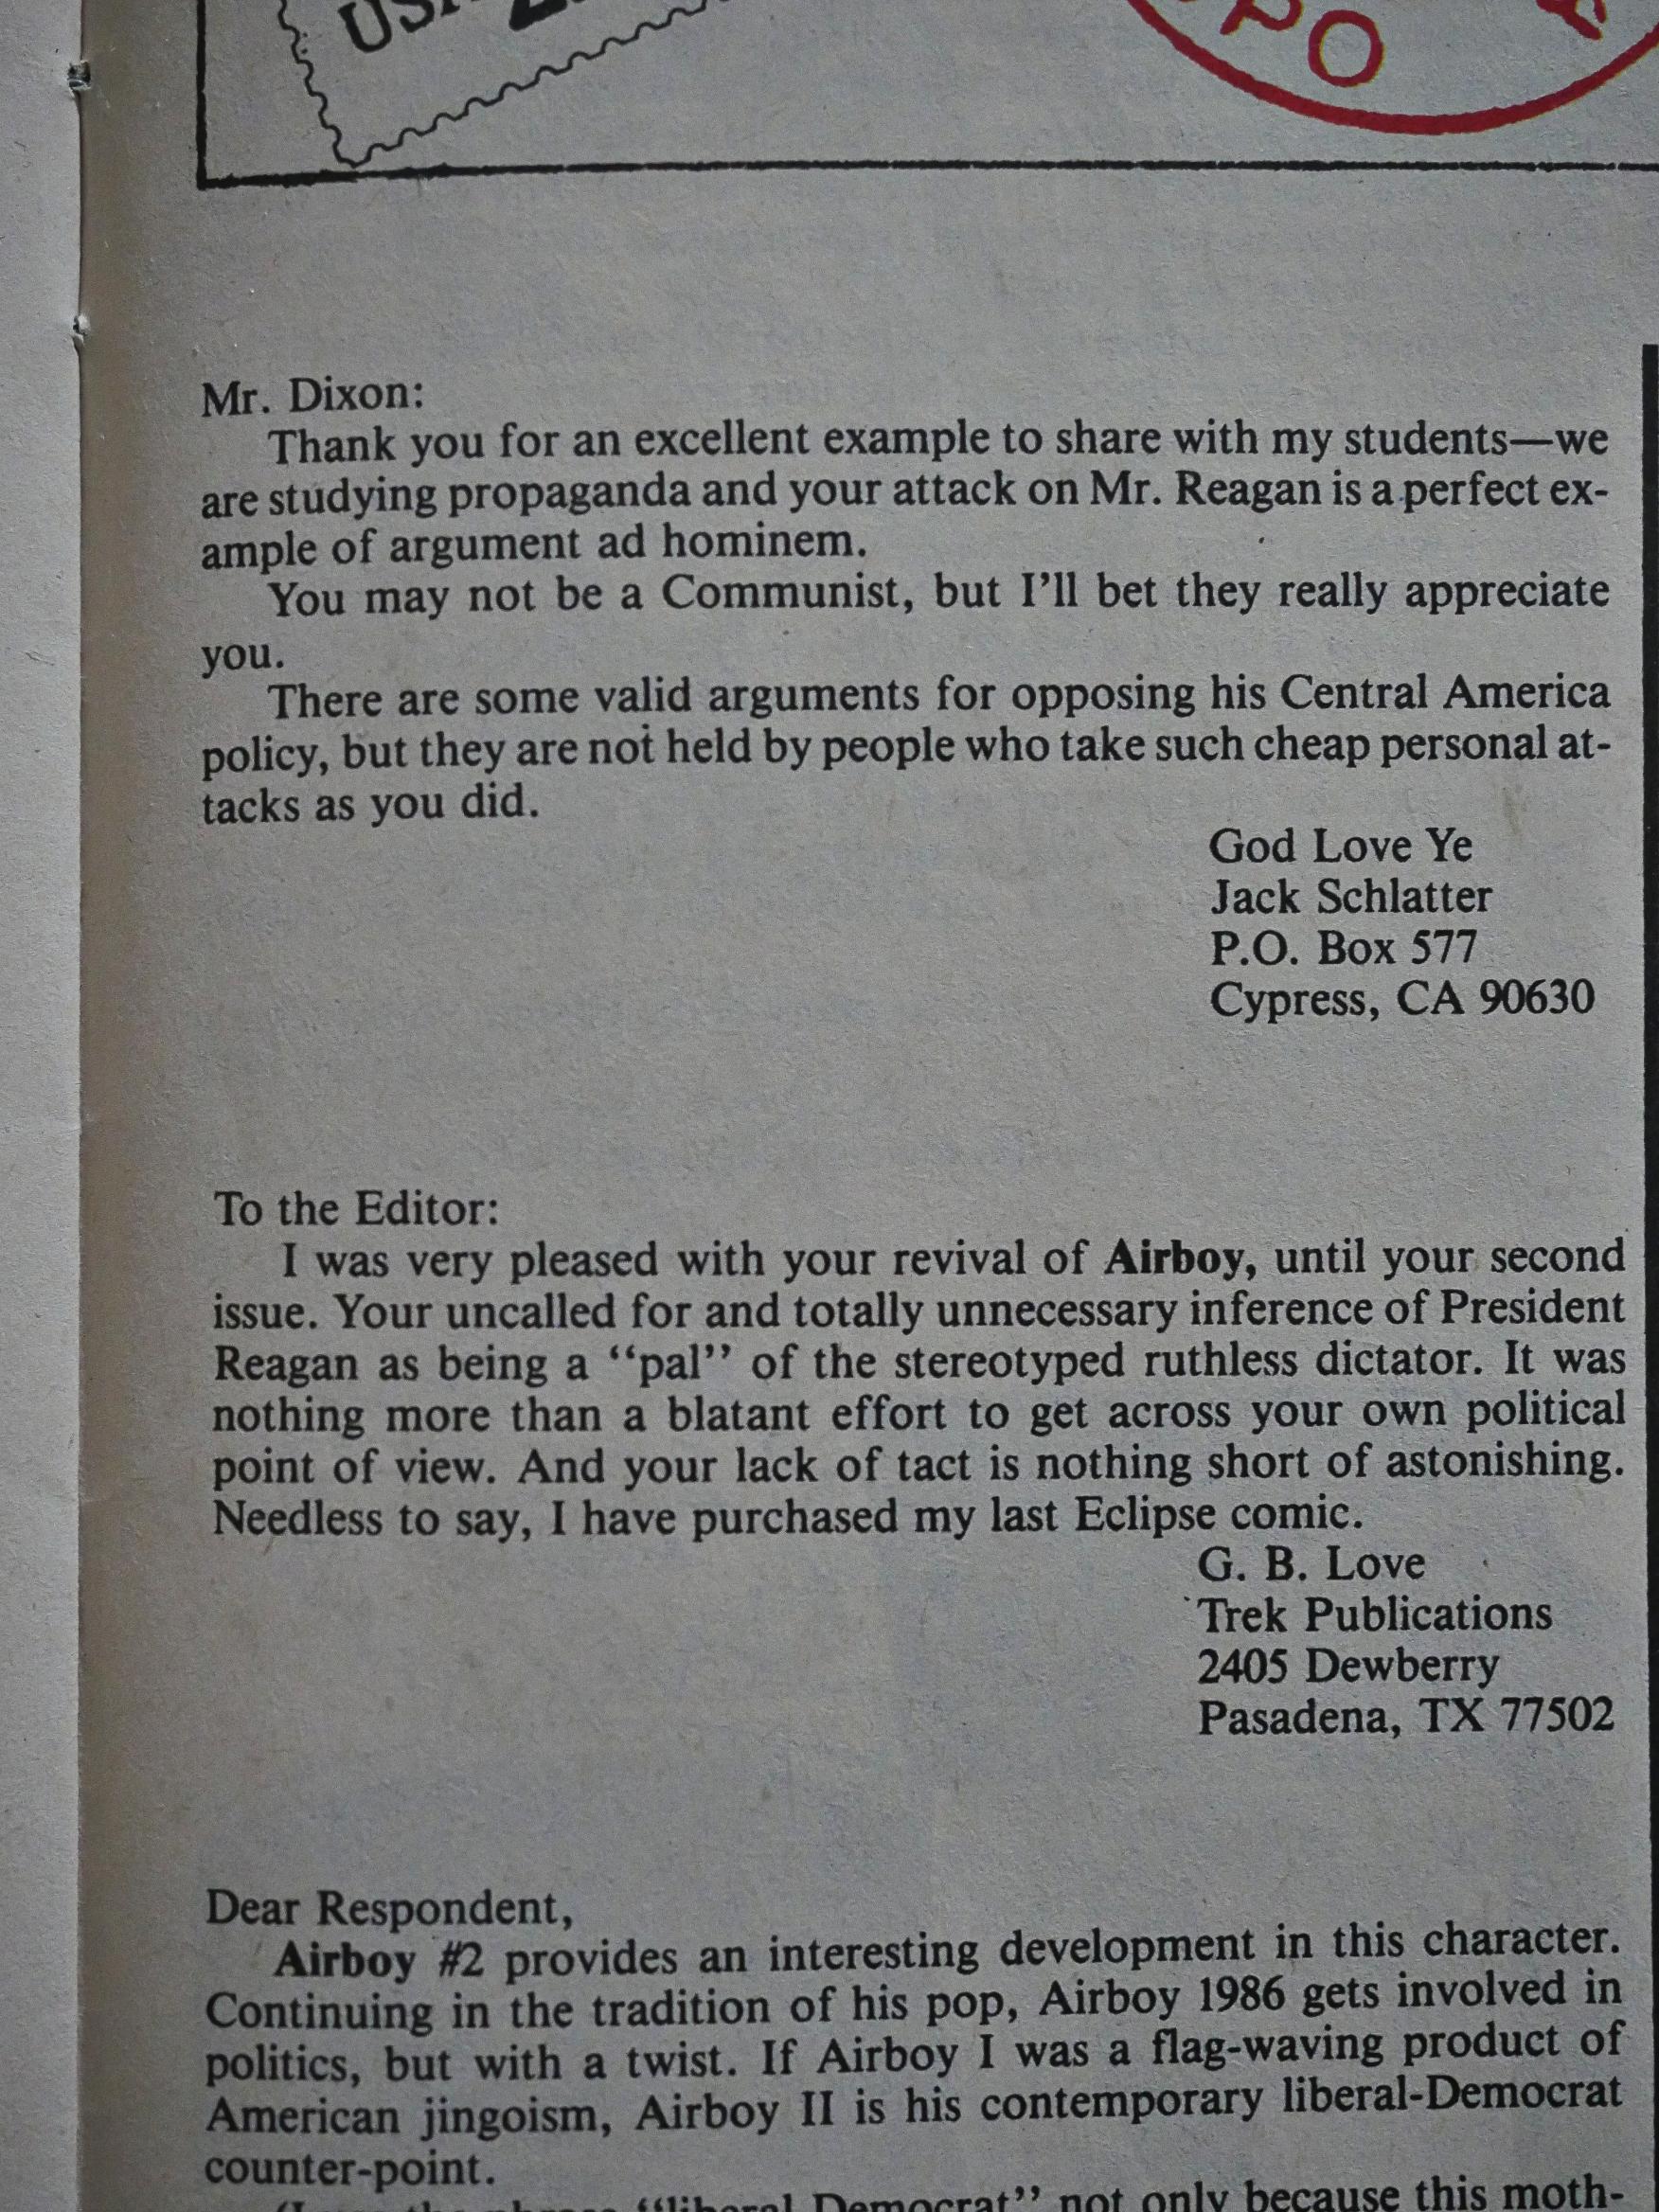 USA
PO
Mr. Dixon:
Thank you for an excellent example to share with my students—we
are studying propaganda and your attack on Mr. Reagan is a perfect ex-
ample of argument ad hominem.
You may not be a Communist, but I'll bet they really appreciate
you.
There are some valid arguments for opposing his Central America
policy, but they are not held by people who take such cheap personal at-
tacks as you did.
God Love Ye
Jack Schlatter
P.O. Box 577
Cypress, CA 90630
To the Editor:
I was very pleased with your revival of Airboy, until your second
issue. Your uncalled for and totally unnecessary inference of President
Reagan as being a ‘‘pal’’ of the stereotyped ruthless dictator. It was
nothing more than a blatant effort to get across your own political
point of view. And your lack of tact is nothing short of astonishing.
Needless to say, I have purchased my last Eclipse comic.
G. B. Love
Trek Publications
2405 Dewberry
Pasadena, TX 77502
Dear Respondent,
Airboy #2 provides an interesting development in this character.
Continuing in the tradition of his pop, Airboy 1986 gets involved in
politics, but with a twist. If Airboy I was a flag-waving product of
American jingoism, Airboy II is his contemporary liberal-Democrat
counter-point.
‘‘liberal Democrat’’ not only because this moth-